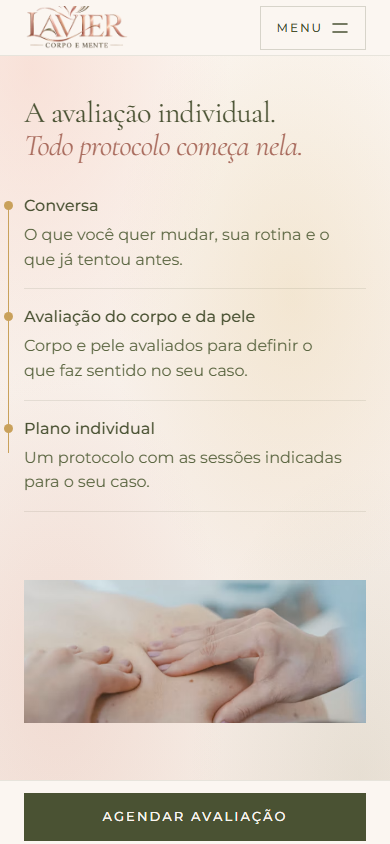 LAVIER
CORPO E MENTE
MENU
A avaliação individual.
Todo protocolo começa nela.
Conversa
O que você quer mudar, sua rotina e o
que já tentou antes.
Avaliação do corpo e da pele
Corpo e pele avaliados para definir o
que faz sentido no seu caso.
Plano individual
Um protocolo com as sessões indicadas
para o seu caso.
AGENDAR AVALIAÇÃO